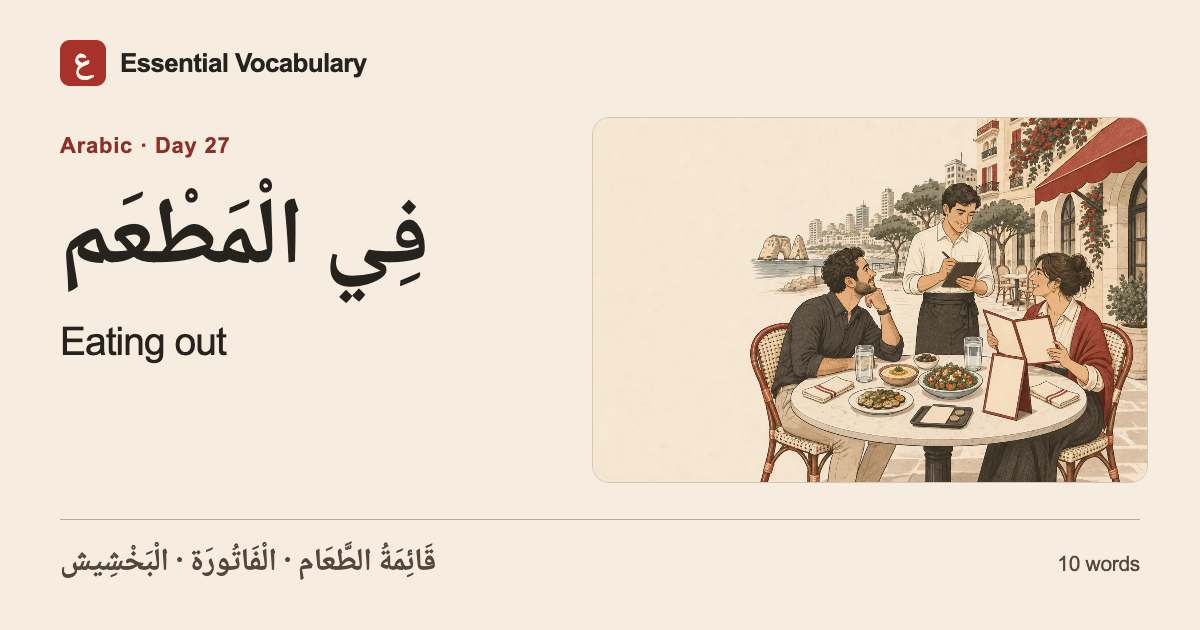 ع Essential Vocabulary
Arabic · Day 27
فِي الْمَطْعَم
Eating out
قَائِمَةُ الطَّعَام · الْفَاتُورَة · الْبَخْشِيش
10 words